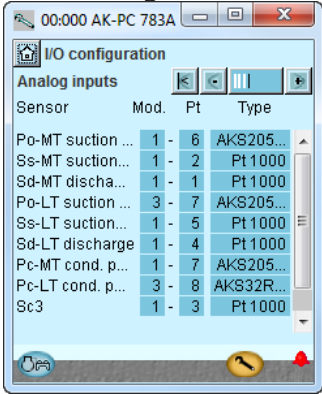 00:000 AK-PC 783A
I/O configuration
Analog inputs
Sensor Mod. Pt Type
Po-MT suction ... 1 - 6 AKS205...
Ss-MT suction... 1 - 2 Pt 1000
Sd-MT discha... 1 - 1 Pt 1000
Po-LT suction ... 3 - 7 AKS205...
Ss-LT suction... 1 - 5 Pt 1000
Sd-LT discharge 1 - 4 Pt 1000
Pc-MT cond. p... 1 - 7 AKS205...
Pc-LT cond. p... 3 - 8 AKS32R...
Sc3 1 - 3 Pt 1000